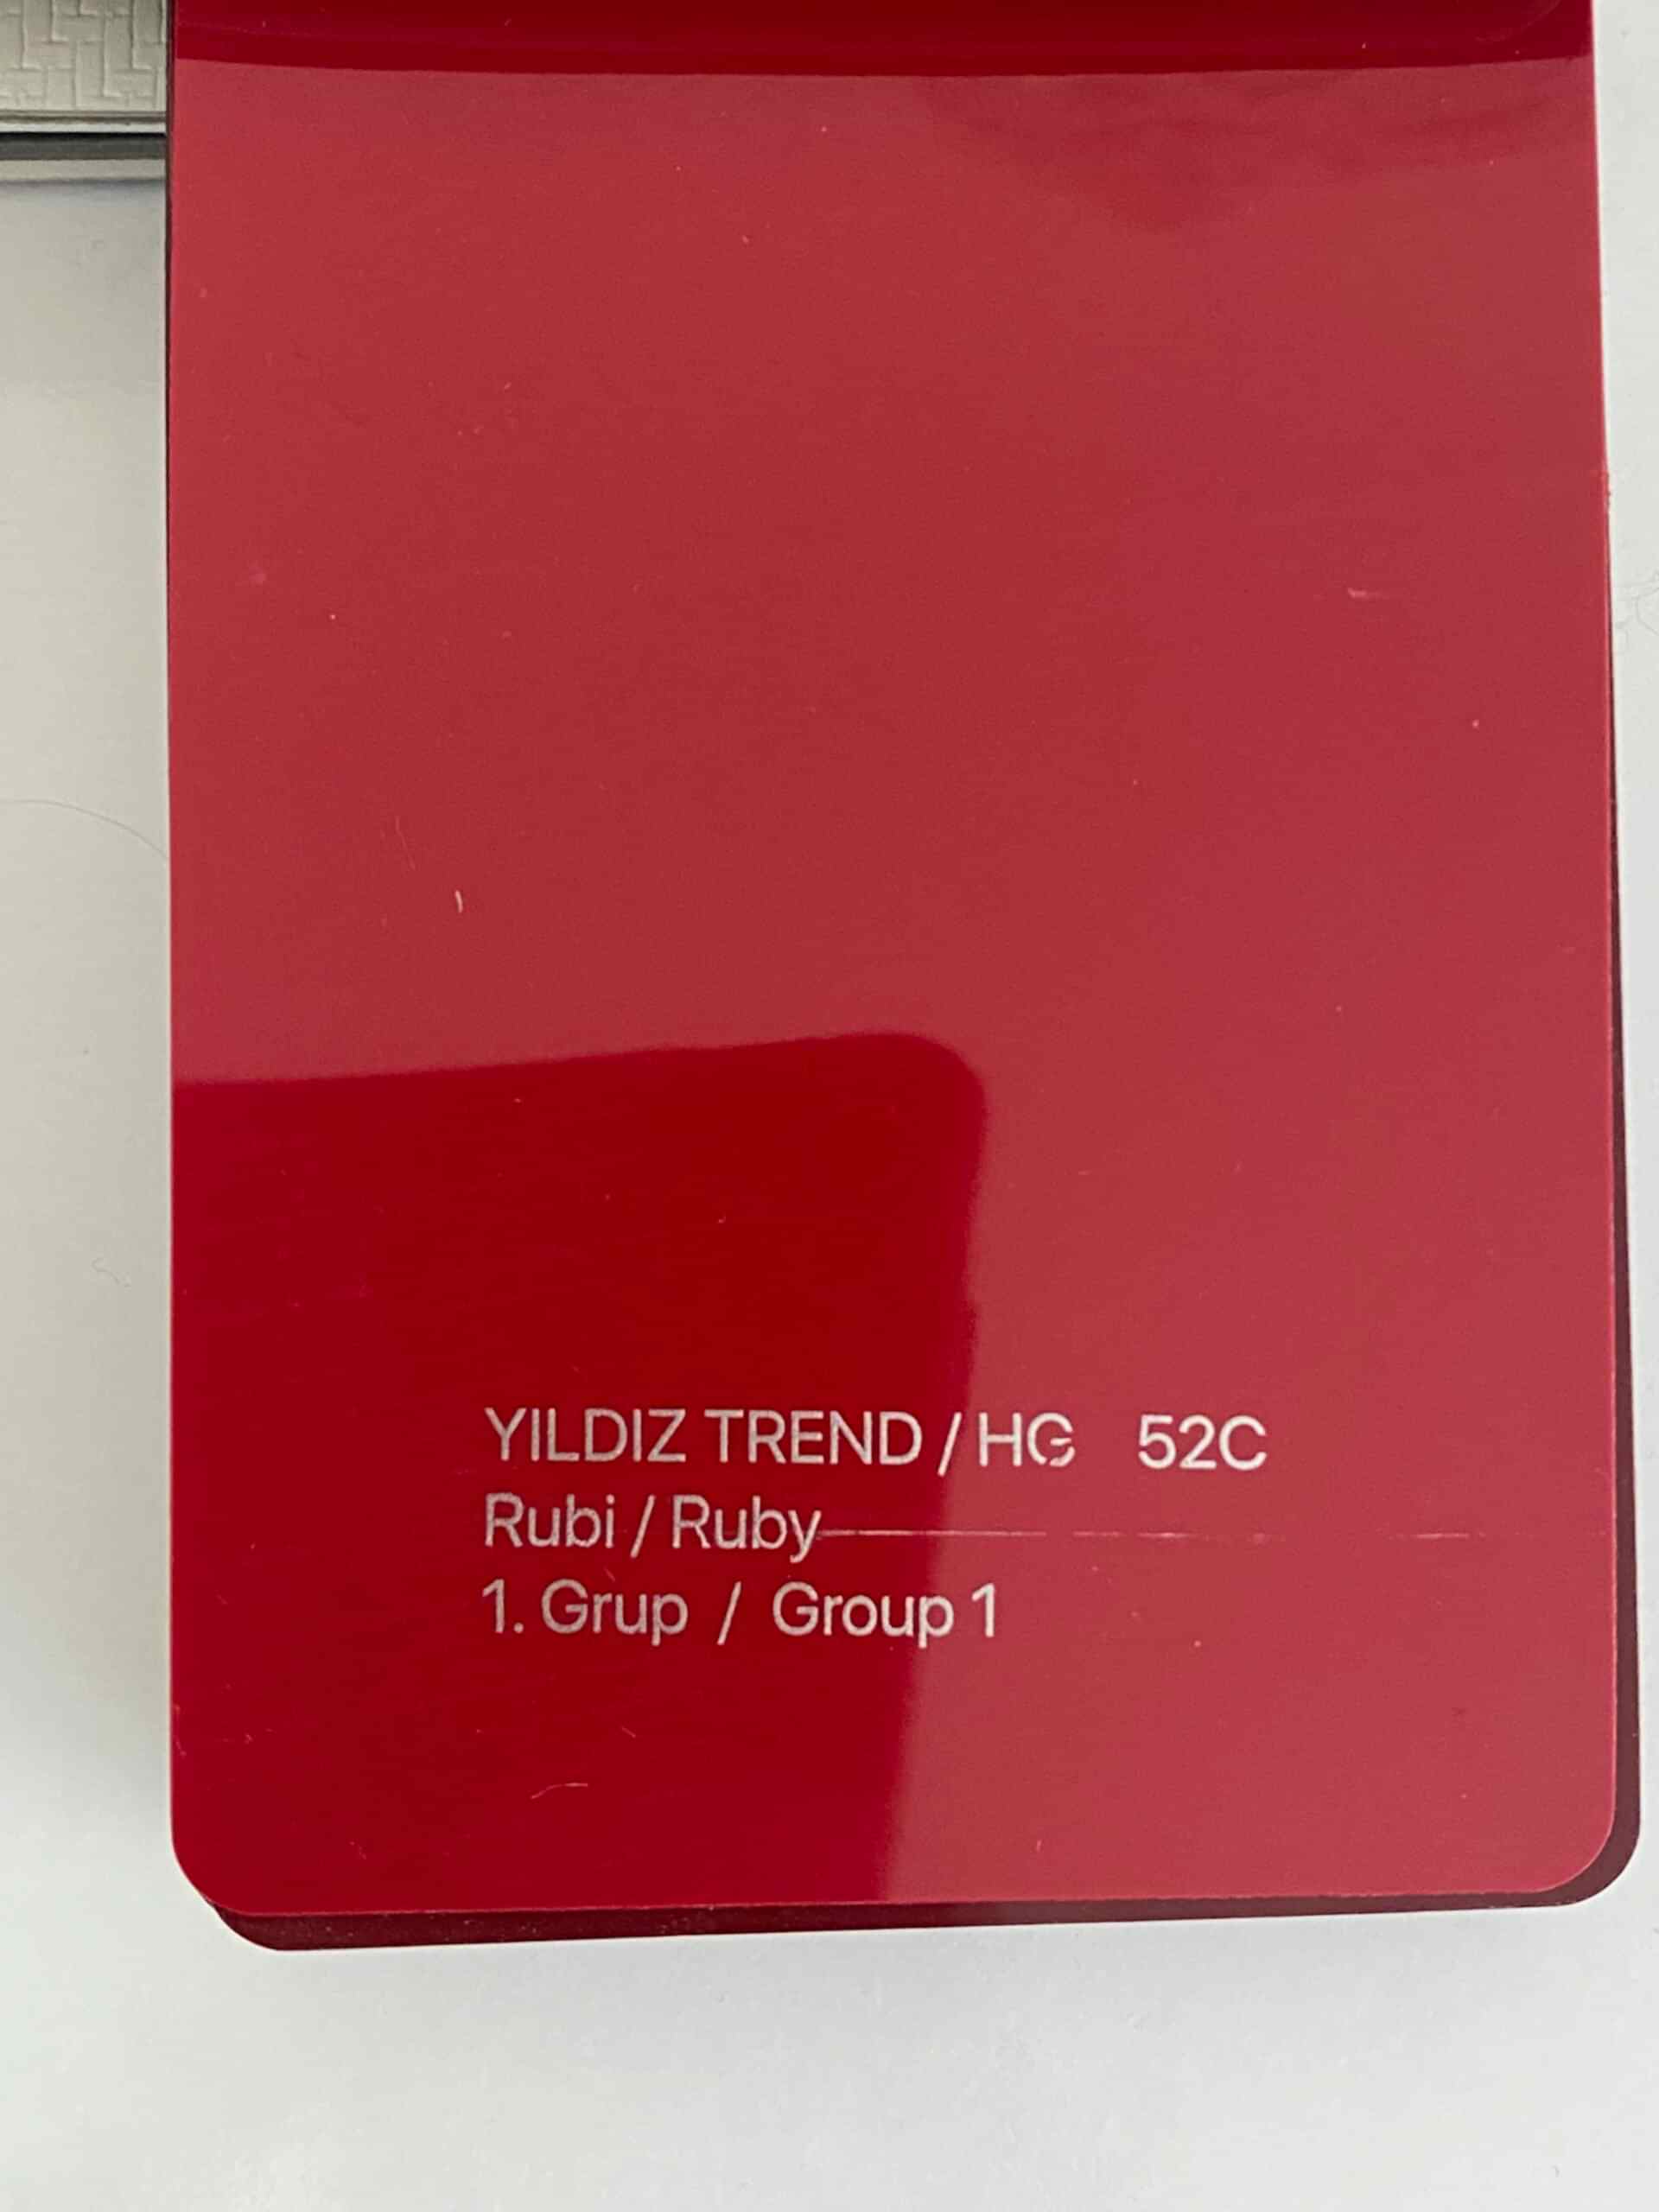 YILDIZ TREND / HG 52C
Rubi / Ruby
1. Grup / Group 1